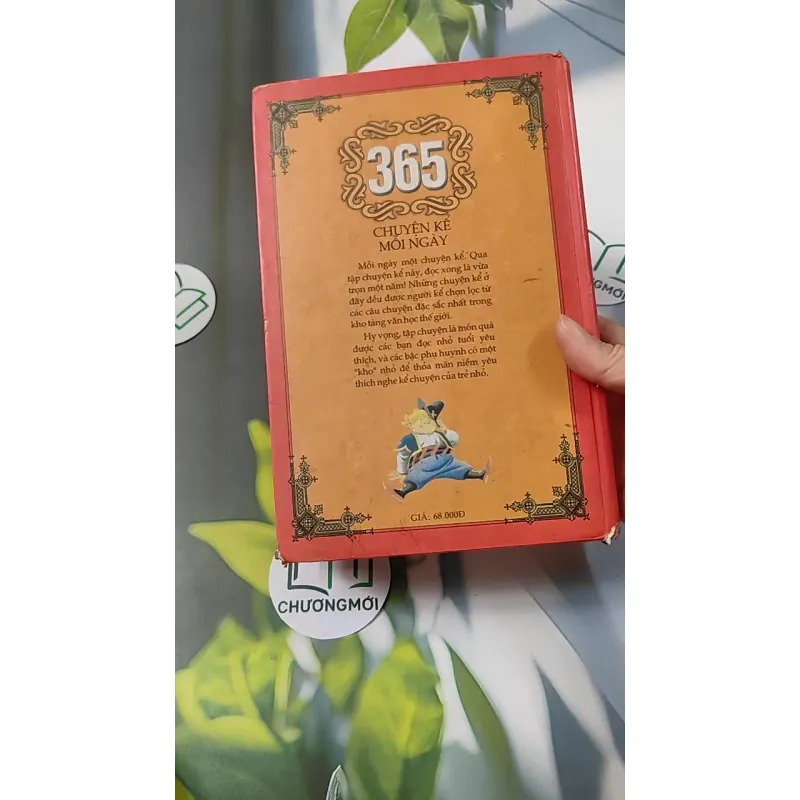 365
CHUYỆN KỂ
MỖI NGÀY
Mỗi ngày một chuyện kể. Qua
tập chuyện kể này, đọc xong là vừa
trọn một năm! Những chuyện kể ở
đây đều được người kể chọn lọc từ
các câu chuyện đặc sắc nhất trong
kho tàng văn học thế giới.
Hy vọng, tập chuyện là món quà
được các bạn đọc nhỏ tuổi yêu
thích, và các bậc phụ huynh có một
"kho" nhỏ để thỏa mãn niềm yêu
thích nghe kể chuyện của trẻ nhỏ.
GIÁ: 68.000Đ
CHƯƠNGMỚI